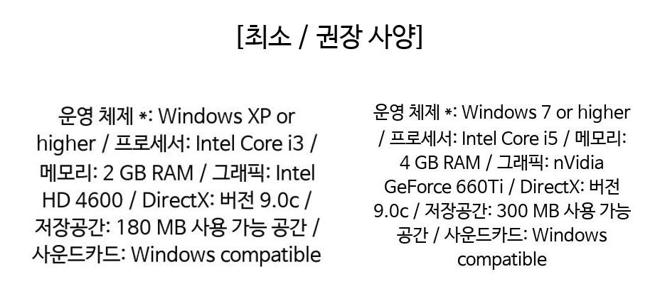 [최소 / 권장 사양]
운영 체제 *: Windows XP or
higher / 프로세서: Intel Core i3 /
메모리: 2 GB RAM / 그래픽: Intel
HD 4600 / DirectX: 버전 9.0c /
저장공간: 180 MB 사용 가능 공간 /
사운드카드: Windows compatible
운영 체제 *: Windows 7 or higher
/ 프로세서: Intel Core i5 / 메모리:
4 GB RAM / 그래픽: nVidia
GeForce 660Ti / DirectX: 버전
9.0c / 저장공간: 300 MB 사용 가능
공간 / 사운드카드: Windows
compatible